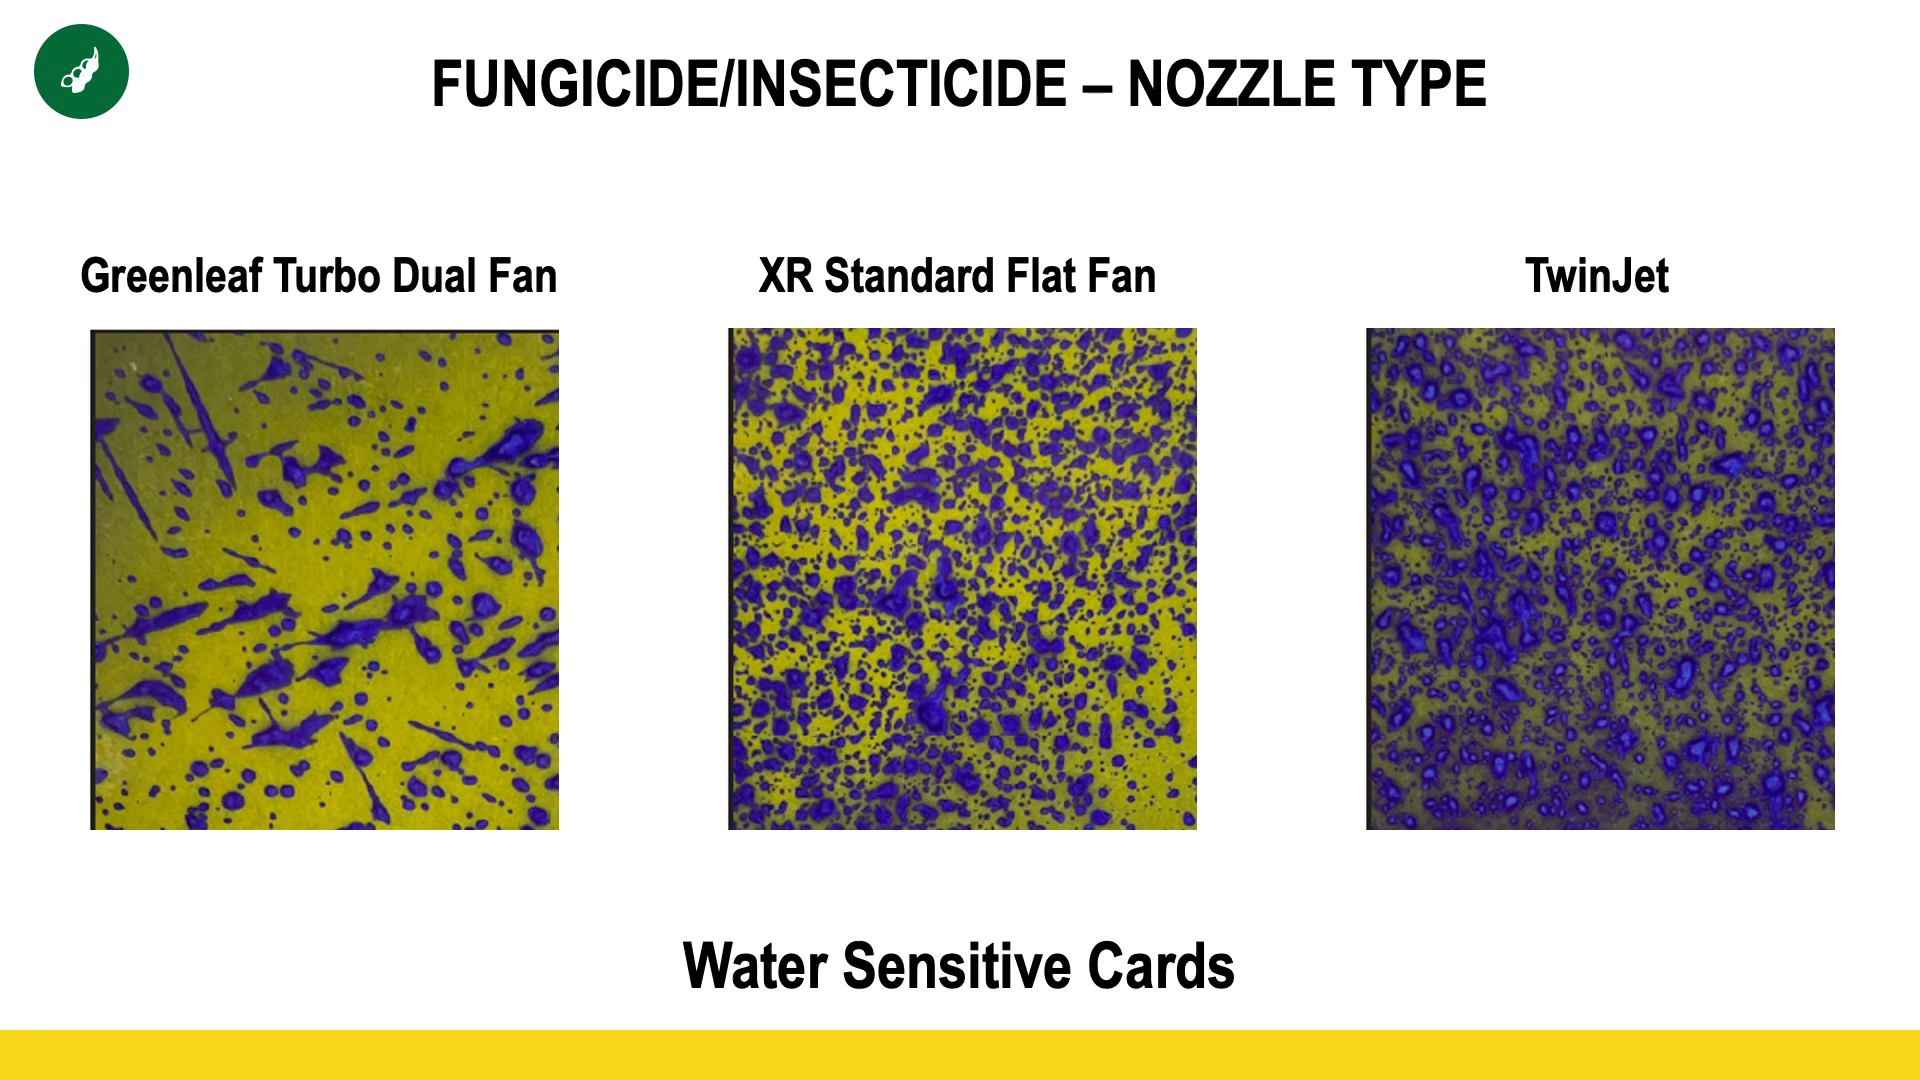 FUNGICIDE/INSECTICIDE – NOZZLE TYPE
Greenleaf Turbo Dual Fan
XR Standard Flat Fan
TwinJet
Water Sensitive Cards